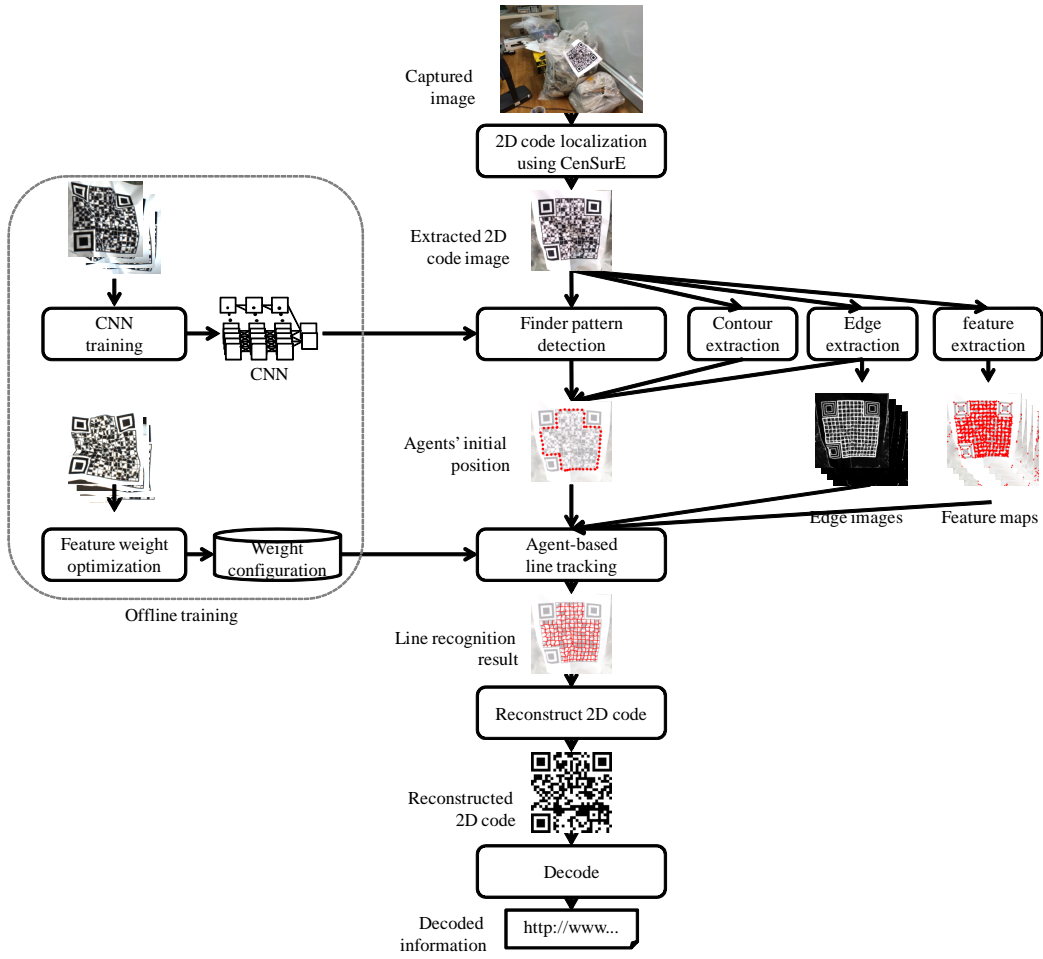 Captured
image
2D code localization
using CenSurE
Extracted 2D
code image
CNN
training
CNN
Finder pattern
detection
Contour
extraction
Edge
extraction
feature
extraction
Agents' initial
position
Edge images
Feature maps
Feature weight
optimization
Weight
configuration
Agent-based
line tracking
Offline training
Line recognition
result
Reconstruct 2D code
Reconstructed
2D code
Decode
Decoded
information
http://www...